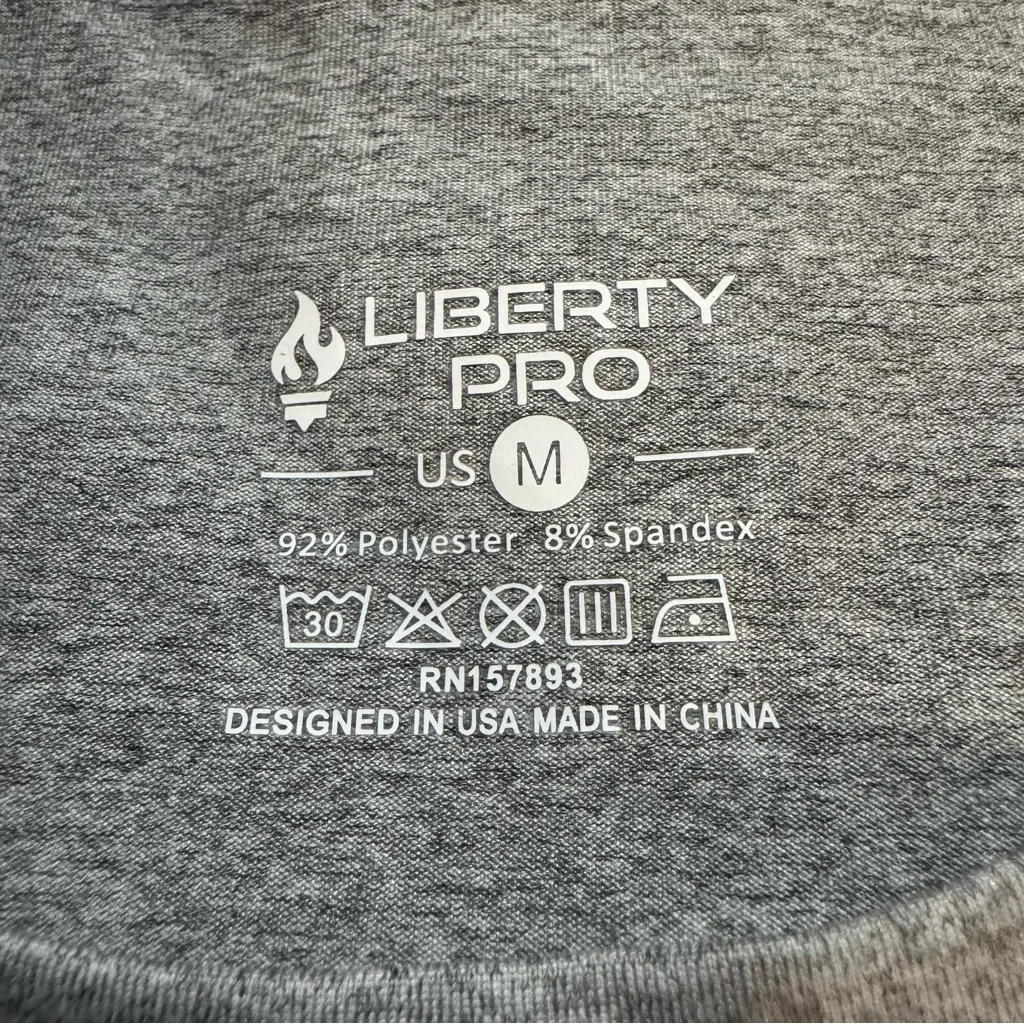 LIBERTY
PRO
US M
92% Polyester 8% Spandex
30
RN157893
DESIGNED IN USA MADE IN CHINA